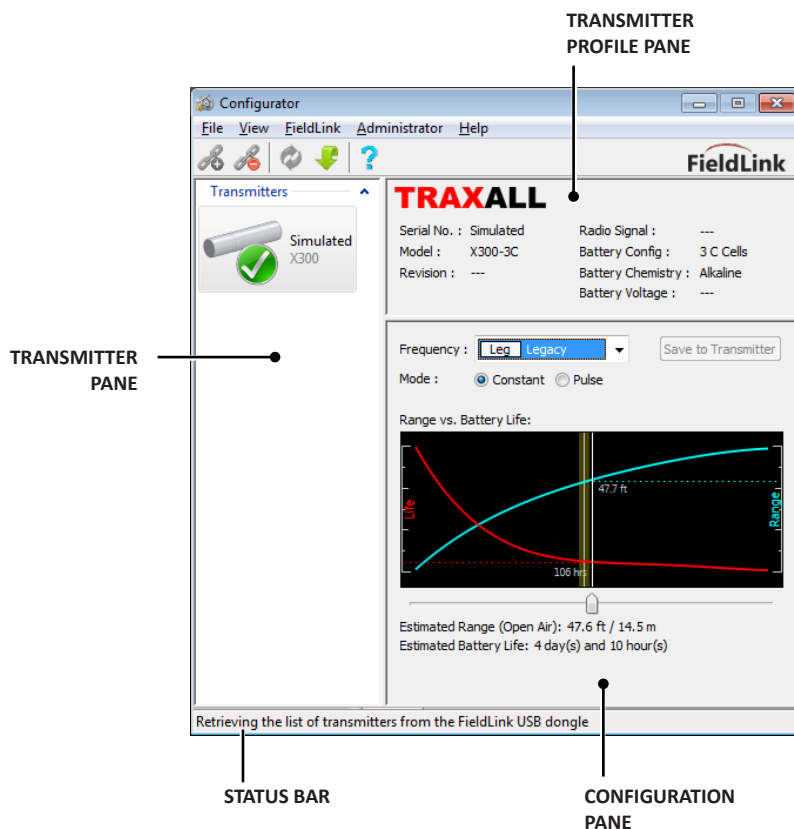 TRANSMITTER
PROFILE PANE
Configurator
File View FieldLink Administrator Help
FieldLink
Transmitters
Simulated
X300
TRAXALL
Serial No. : Simulated Radio Signal : ---
Model : X300-3C Battery Config : 3 C Cells
Revision : --- Battery Chemistry : Alkaline
Battery Voltage : ---
TRANSMITTER
PANE
Frequency : Leg Legacy Save to Transmitter
Mode : Constant Pulse
Range vs. Battery Life:
Life
47.7 ft
Range
106 hrs
Estimated Range (Open Air): 47.6 ft / 14.5 m
Estimated Battery Life: 4 day(s) and 10 hour(s)
Retrieving the list of transmitters from the FieldLink USB dongle
STATUS BAR
CONFIGURATION
PANE